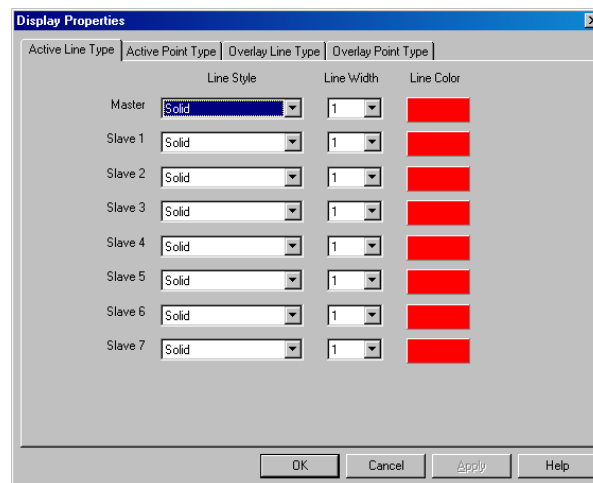 Display Properties
Active Line Type Active Point Type Overlay Line Type Overlay Point Type
Line Style Line Width Line Color
Master Solid 1
Slave 1 Solid 1
Slave 2 Solid 1
Slave 3 Solid 1
Slave 4 Solid 1
Slave 5 Solid 1
Slave 6 Solid 1
Slave 7 Solid 1
OK Cancel Apply Help